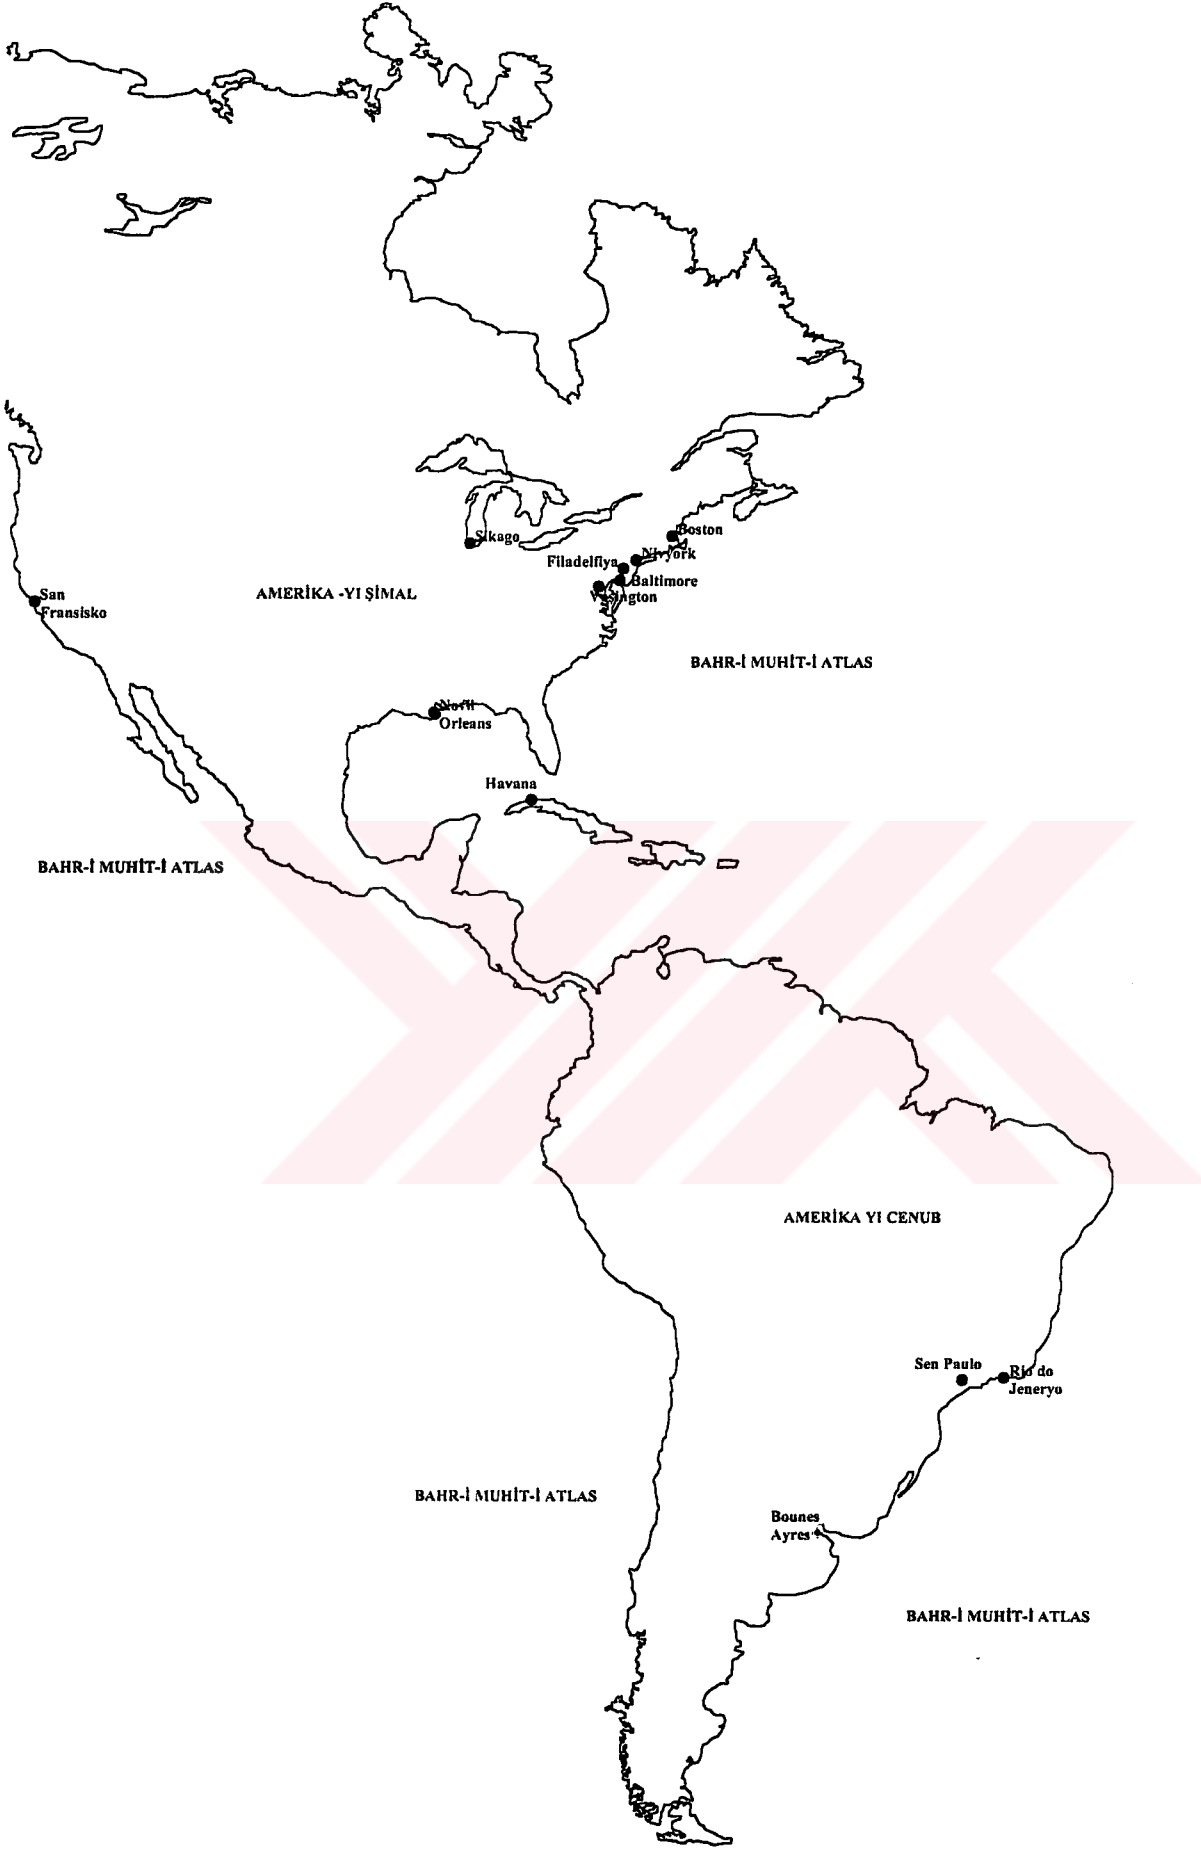 Boston
Şikago
Nivyork
Filadelfiya
Baltimore
Vaşington
San
Fransisko
AMERİKA -YI ŞİMAL
BAHR-İ MUHİT-İ ATLAS
Orleans
Havana
BAHR-İ MUHİT-İ ATLAS
AMERİKA YI CENUB
Sen Paulo
Rio do
Jeneryo
BAHR-İ MUHİT-İ ATLAS
Bounes
Ayres
BAHR-İ MUHİT-İ ATLAS